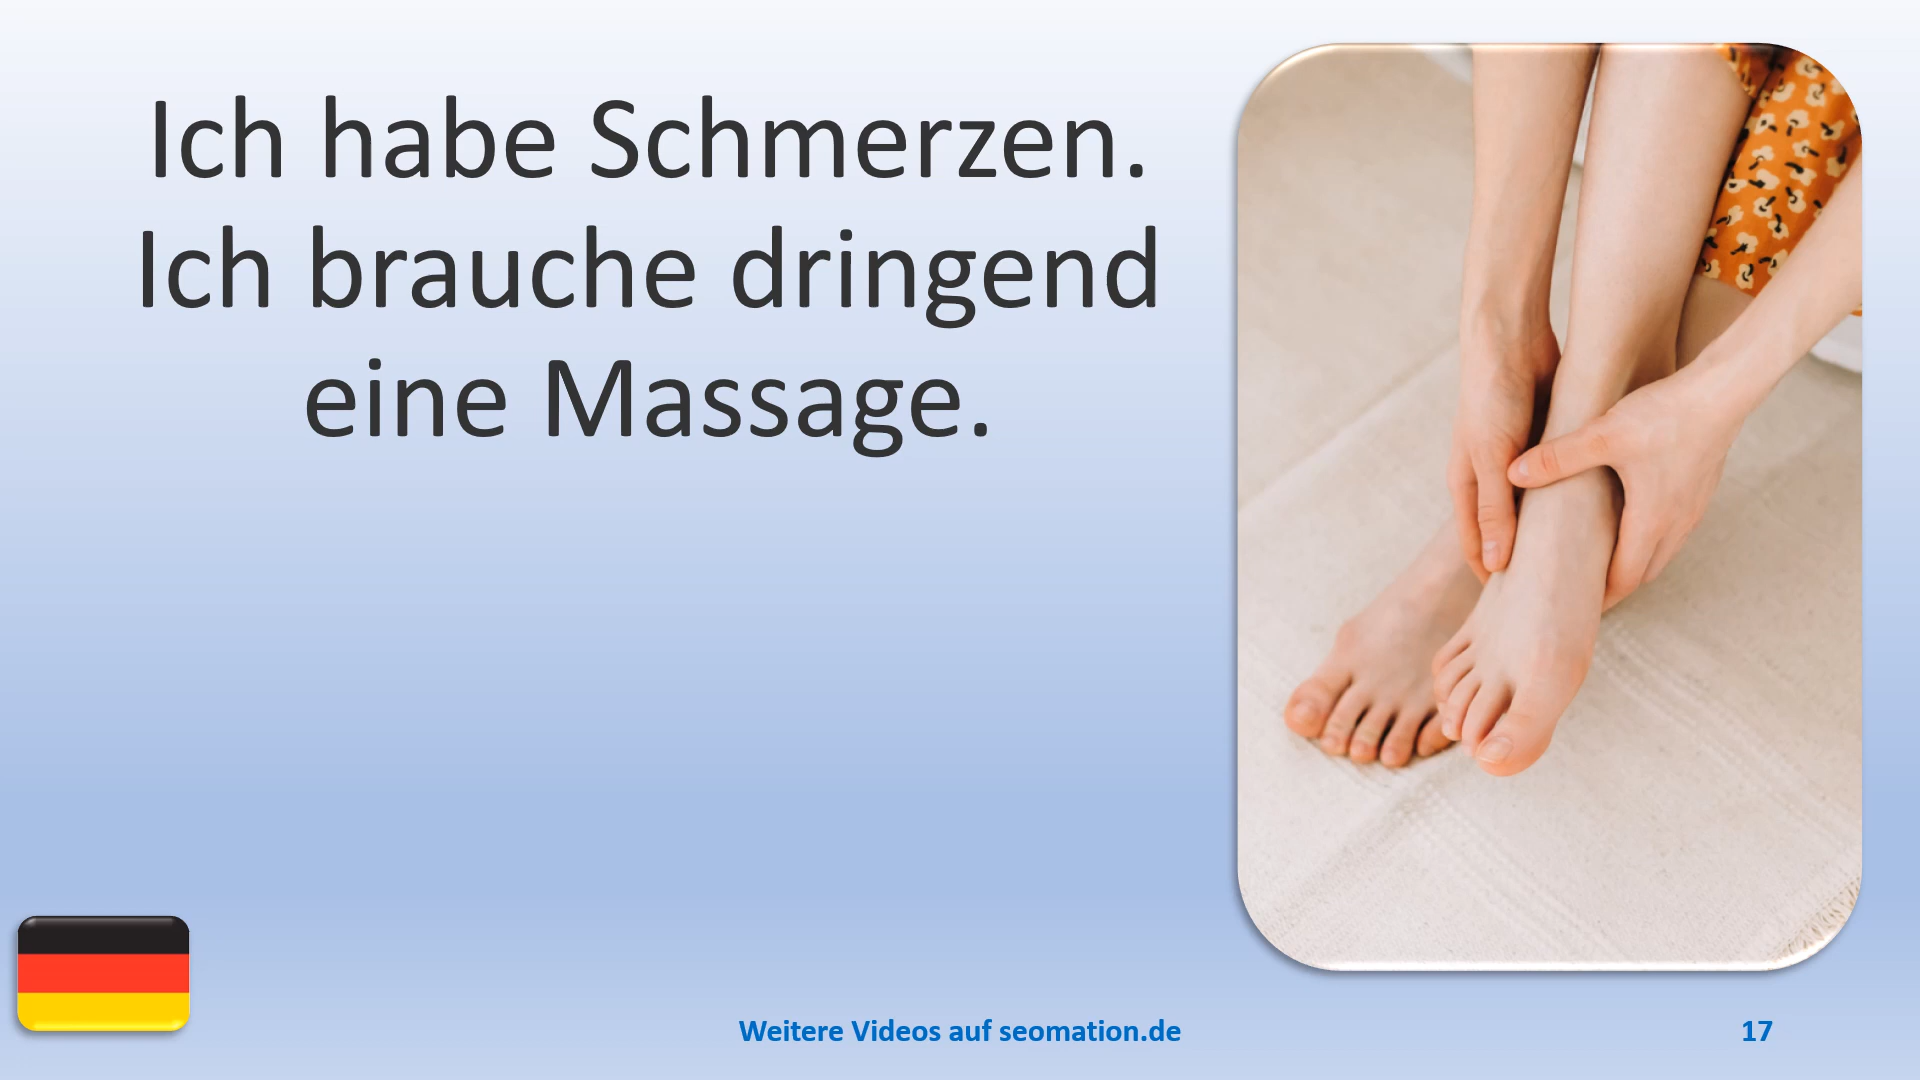 Ich habe Schmerzen.
Ich brauche dringend
eine Massage.
Weitere Videos auf seomation.de
17